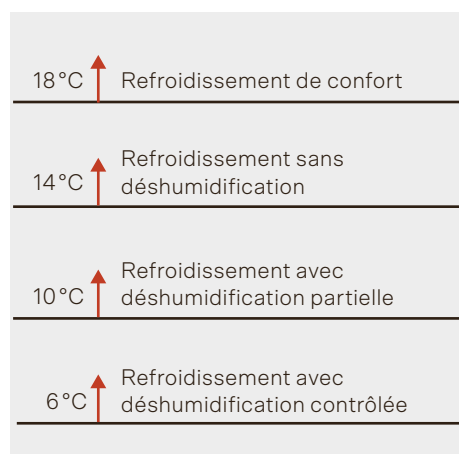 18°C Refroidissement de confort
Refroidissement sans
14°C déshumidification
Refroidissement avec
10°C déshumidification partielle
Refroidissement avec
6°C déshumidification contrôlée